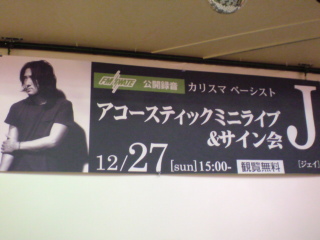 公開録音 カリスマ ベーシスト
アコースティックミニライブ
&サイン会
J
12/27 [sun] 15:00- 観覧無料
[ジェイ